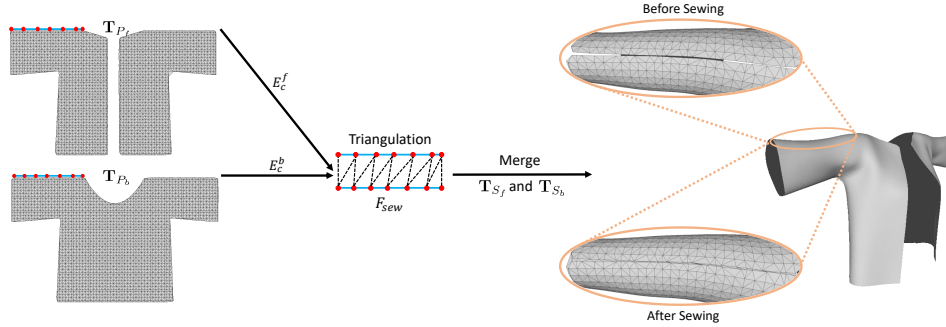 T_{P_f}
E_c^f
T_{P_b}
E_c^b
Triangulation
F_{sew}
Merge
T_{S_f} and T_{S_b}
Before Sewing
After Sewing